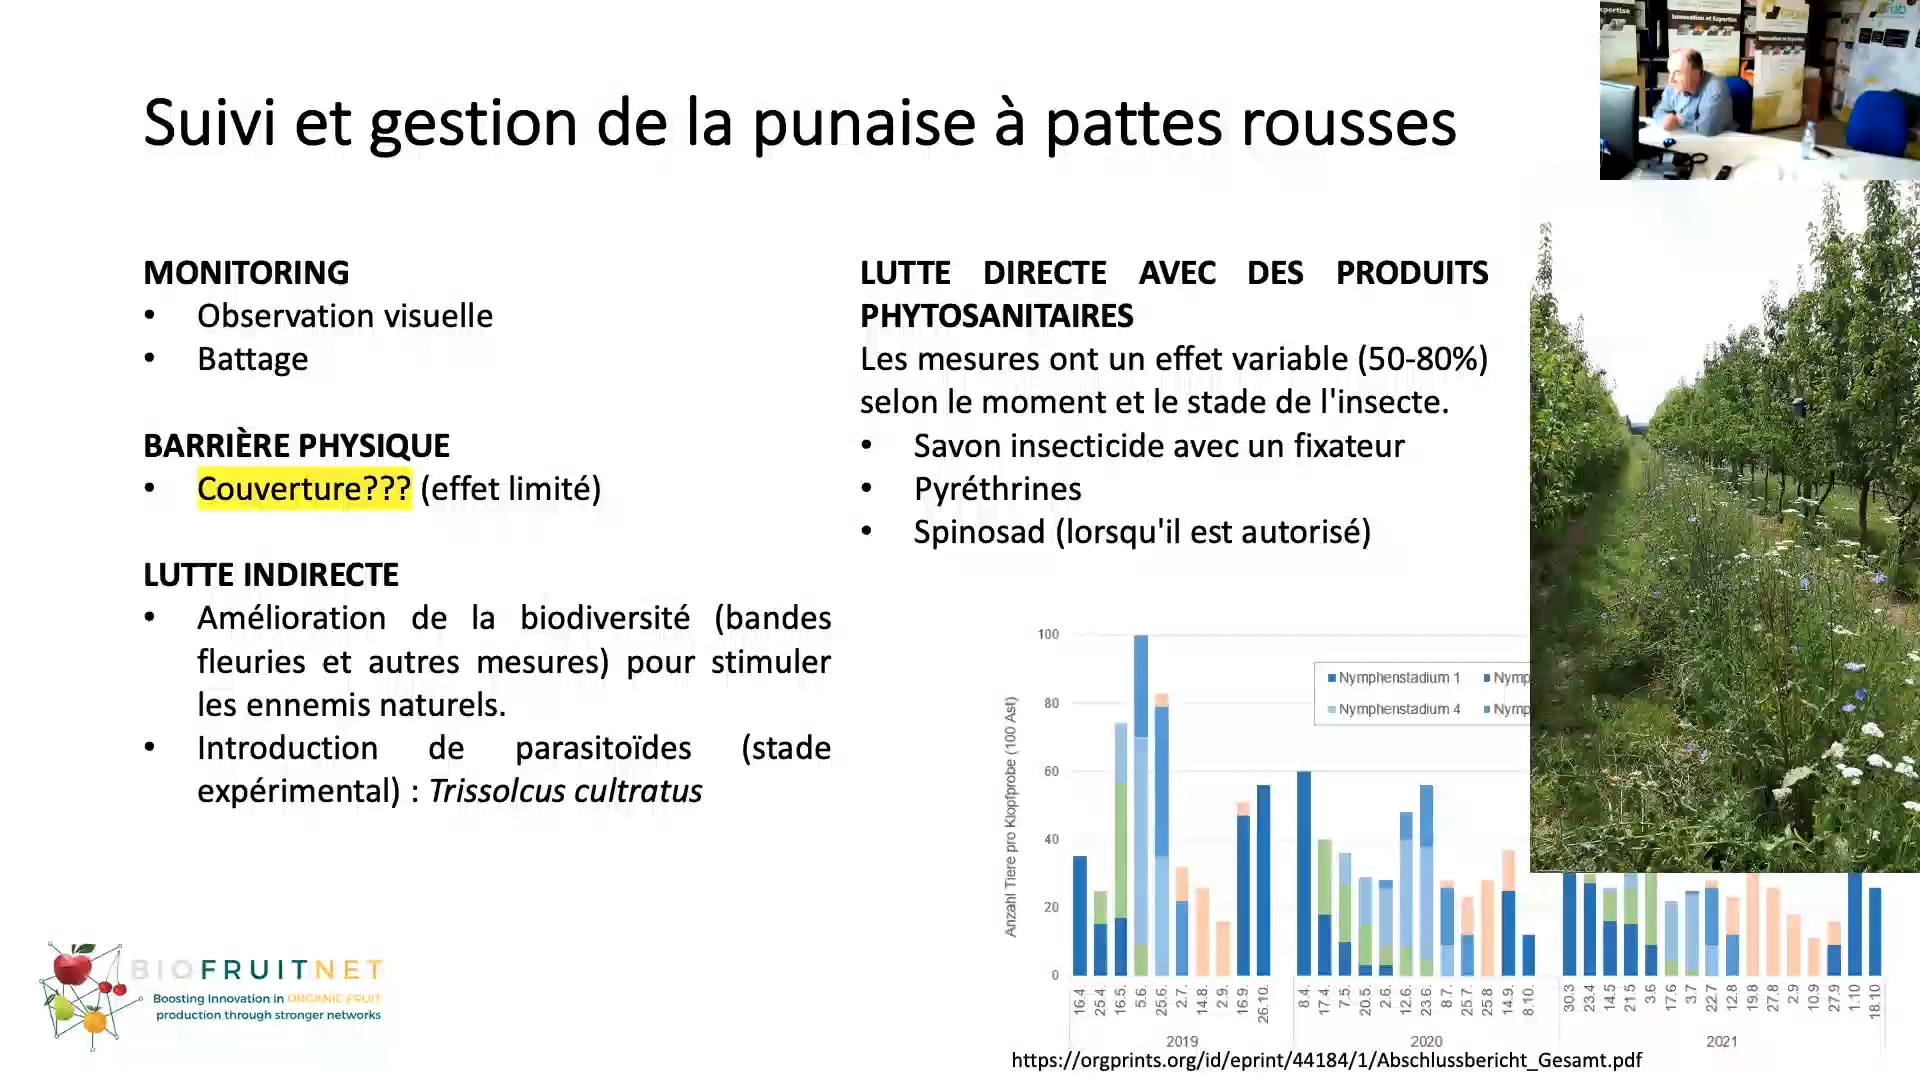 Suivi et gestion de la punaise à pattes rousses
MONITORING
• Observation visuelle
• Battage
BARRIÈRE PHYSIQUE
• Couverture??? (effet limité)
LUTTE INDIRECTE
• Amélioration de la biodiversité (bandes
fleuries et autres mesures) pour stimuler
les ennemis naturels.
• Introduction de parasitoïdes (stade
expérimental) : Trissolcus cultratus
LUTTE DIRECTE AVEC DES PRODUITS
PHYTOSANITAIRES
Les mesures ont un effet variable (50-80%)
selon le moment et le stade de l'insecte.
• Savon insecticide avec un fixateur
• Pyréthrines
• Spinosad (lorsqu'il est autorisé)
Innovation et Expertise
Anzahl Tiere pro Klopfprobe (100 Ast)
100
80
60
40
20
0
Nymphenstadium 1 Nymp
Nymphenstadium 4 Nymp
16.4. 25.4. 16.5. 5.6. 25.6. 2.7. 14.8. 2.9. 16.9. 26.10. 8.4. 17.4. 7.5. 20.5. 2.6. 12.6. 23.6. 8.7. 25.7. 25.8 14.9. 8.10. 30.3 23.4 14.5 21.5 3.6 17.6 3.7 22.7 12.8 19.8 27.8 2.9 10.9 27.9 1.10 18.10
2019 2020 2021
https://orgprints.org/id/eprint/44184/1/Abschlussbericht_Gesamt.pdf
BIOFRUITNET
Boosting Innovation in ORGANIC FRUIT
production through stronger networks